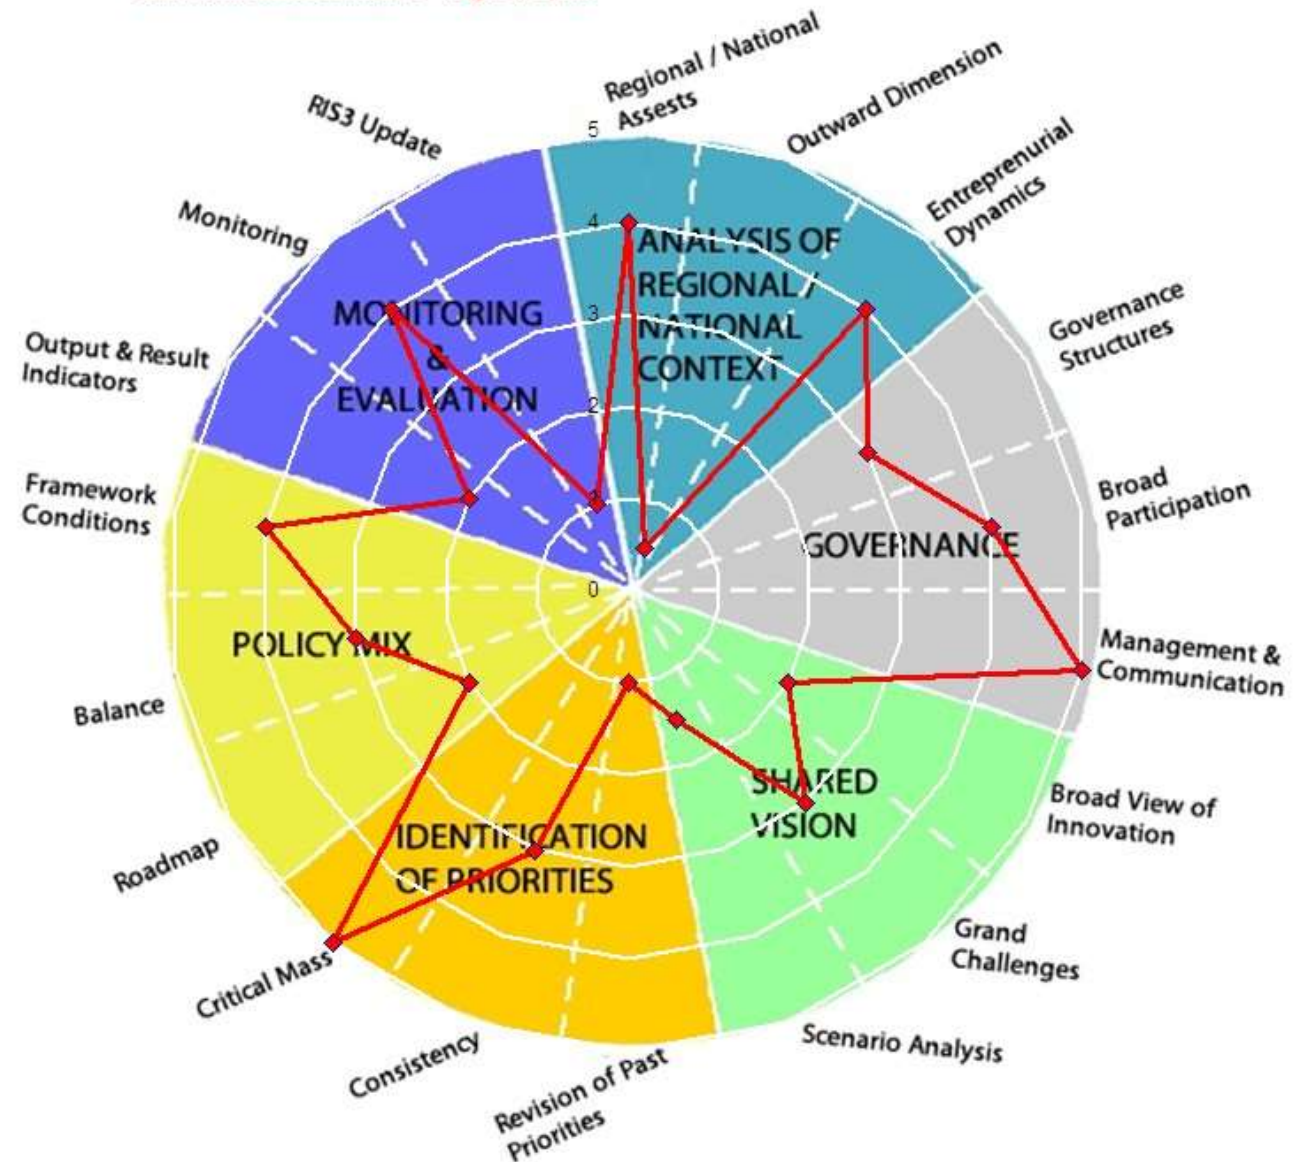 Regional / National
Assests
Outward Dimension
Entreprenurial
Dynamics
Governance
Structures
Broad
Participation
Management &
Communication
Broad View of
Innovation
Grand
Challenges
Scenario Analysis
Revision of Past
Priorities
Consistency
Critical Mass
Roadmap
Balance
Framework
Conditions
Output & Result
Indicators
Monitoring
RIS3 Update
5
4
3
2
1
0
ANALYSIS OF
REGIONAL /
NATIONAL
CONTEXT
GOVERNANCE
SHARED
VISION
IDENTIFICATION
OF PRIORITIES
POLICY MIX
MONITORING
&
EVALUATION